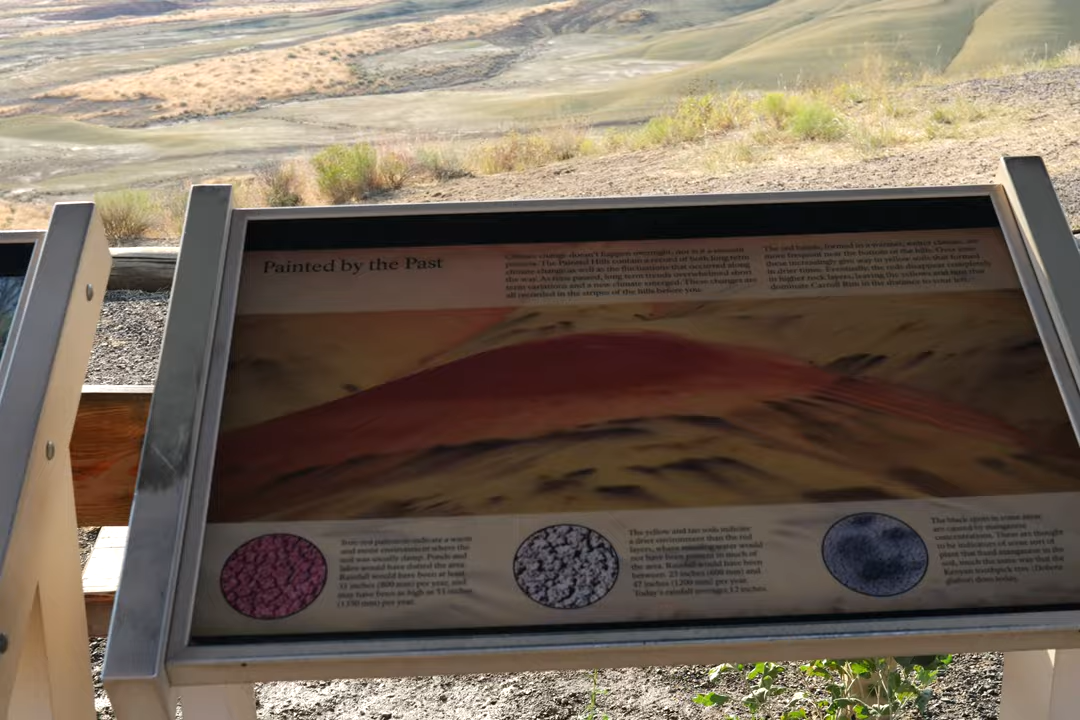 Painted by the Past
Climate change doesn't happen overnight, nor is it a smooth
process. The Painted Hills contain a record of both long term
climate change as well as the fluctuations that occurred along
the way. As time passed, long term trends overwhelmed short
term variations and a new climate emerged. These changes are
all recorded in the stripes of the hills before you.
The red bands, formed in a warmer, wetter climate, are
more frequent near the bottom of the hills. Over time
these increasingly give way to yellow soils that formed
in drier times. Eventually, the reds disappear completely
in higher rock layers, leaving the yellows and tans that
dominate Carroll Rim in the distance to your left.
indicate a warm
and moist environment where the
soil was usually damp. Ponds and
lakes would have dotted the area.
Rainfall would have been at least
31 inches (800 mm) per year, and
may have been as high as 53 inches
(1350 mm) per year.
The yellow and tan soils indicate
a drier environment than the red
layers, where standing water would
not have been present in much of
the area. Rainfall would have been
between 23 inches (600 mm) and
47 inches (1,200 mm) per year.
Today's rainfall averages 12 inches.
The black spots in some areas
are caused by manganese
concentrations. These are thought
to be indicators of some sort of
plant that fixed manganese in the
soil, much the same way that the